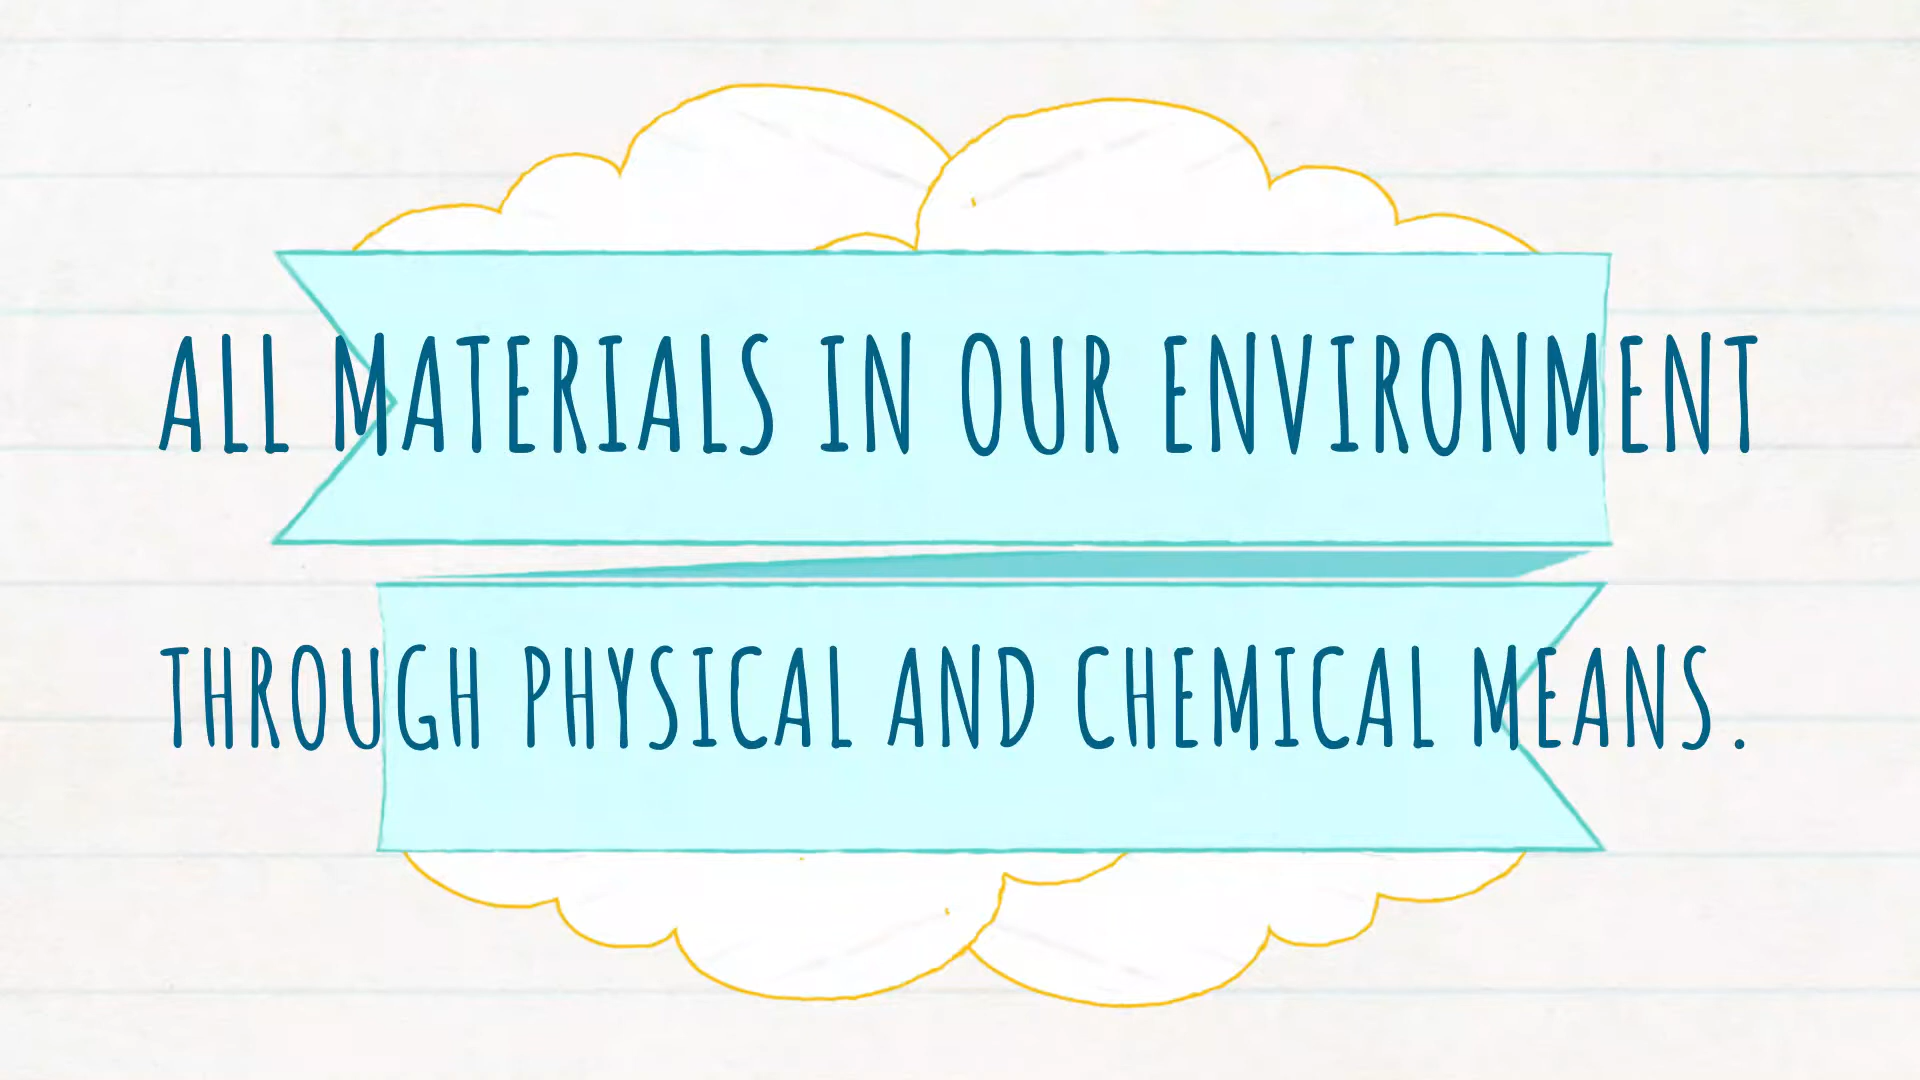 ALL MATERIALS IN OUR ENVIRONMENT
THROUGH PHYSICAL AND CHEMICAL MEANS.